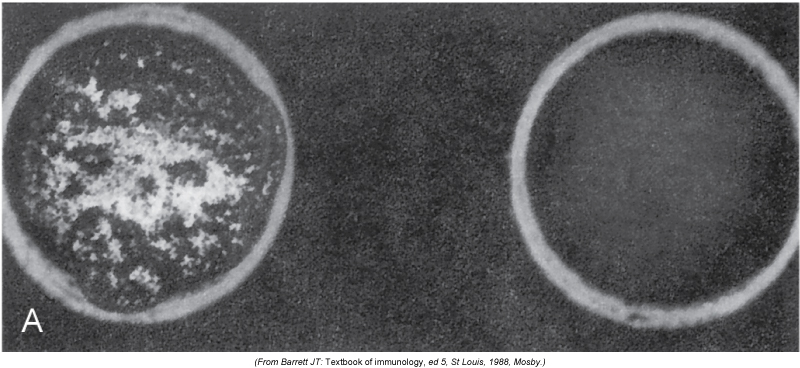 A
(From Barrett JT: Textbook of immunology, ed 5, St Louis, 1988, Mosby.)